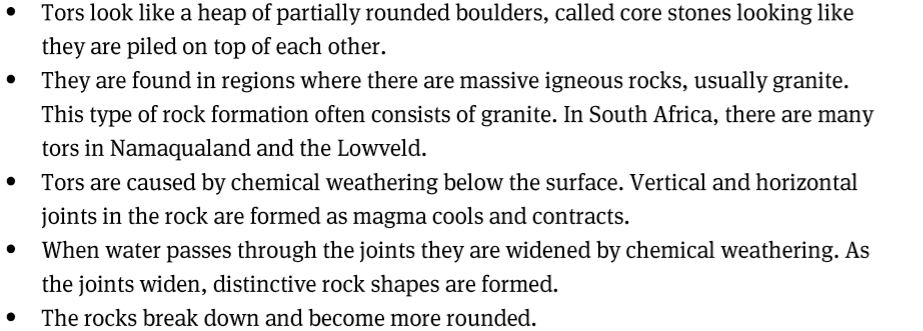 • Tors look like a heap of partially rounded boulders, called core stones looking like
they are piled on top of each other.
• They are found in regions where there are massive igneous rocks, usually granite.
This type of rock formation often consists of granite. In South Africa, there are many
tors in Namaqualand and the Lowveld.
• Tors are caused by chemical weathering below the surface. Vertical and horizontal
joints in the rock are formed as magma cools and contracts.
• When water passes through the joints they are widened by chemical weathering. As
the joints widen, distinctive rock shapes are formed.
• The rocks break down and become more rounded.